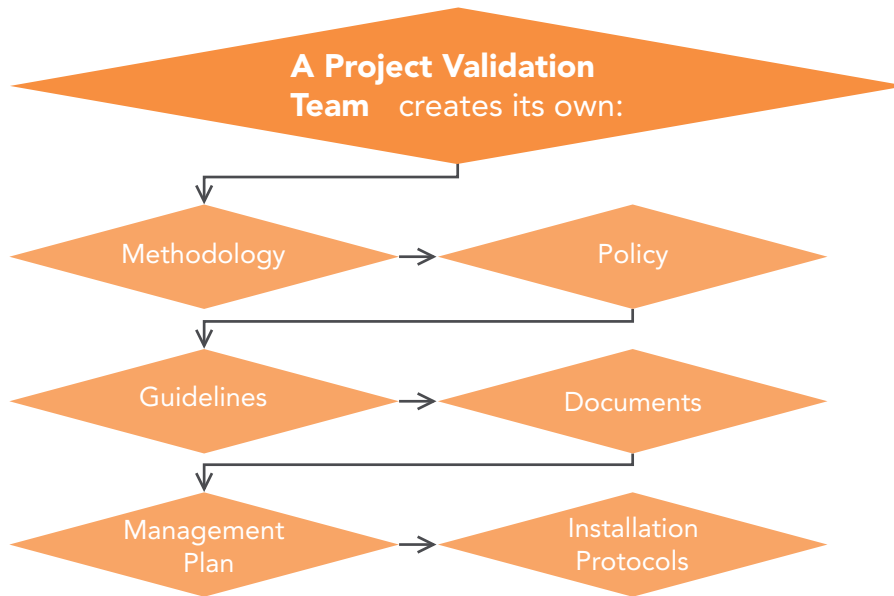 A Project Validation
Team creates its own:
Methodology
Policy
Guidelines
Documents
Management
Plan
Installation
Protocols